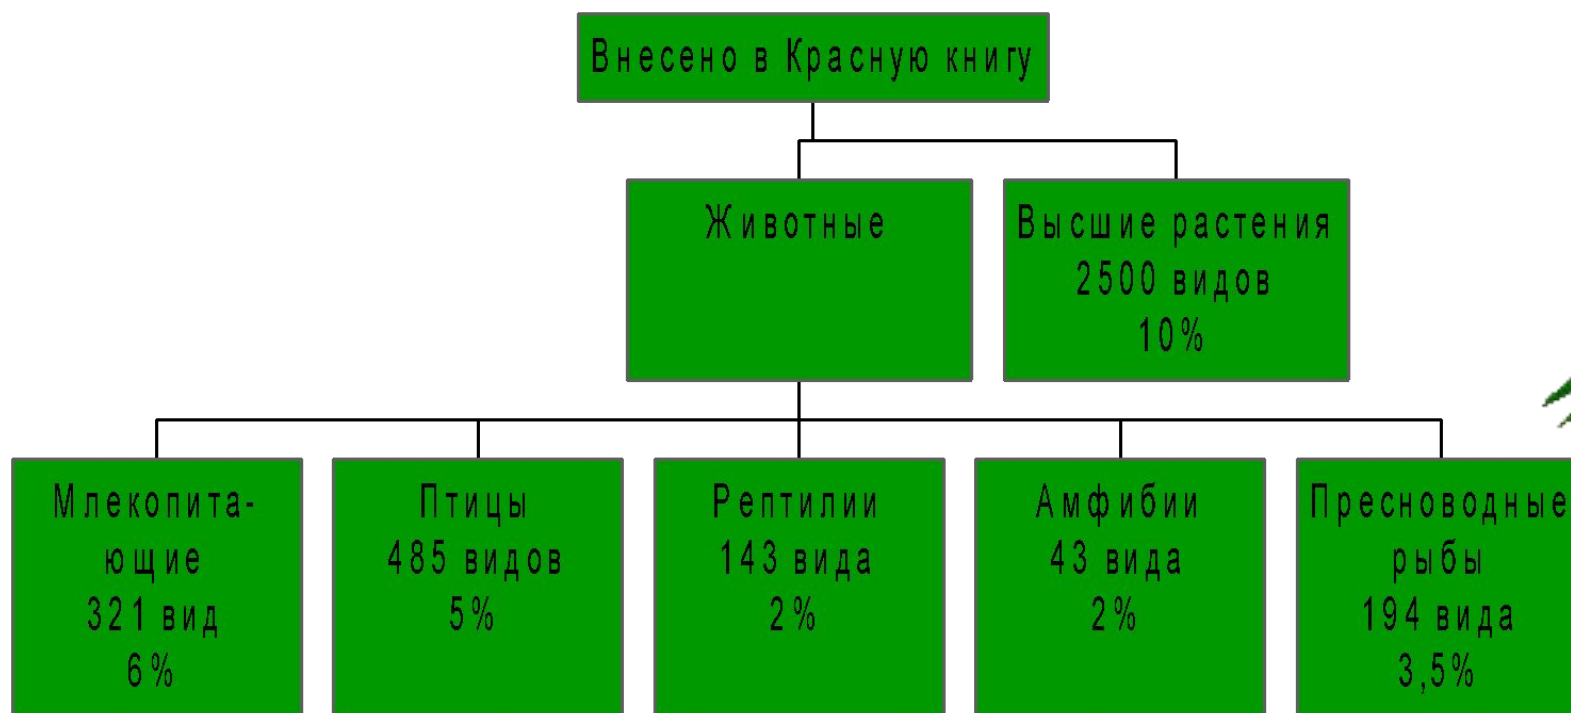 Внесено в Красную книгу
Животные
Высшие растения
2500 видов
10%
Млекопита-
ющие
321 вид
6%
Птицы
485 видов
5%
Рептилии
143 вида
2%
Амфибии
43 вида
2%
Пресноводные
рыбы
194 вида
3,5%